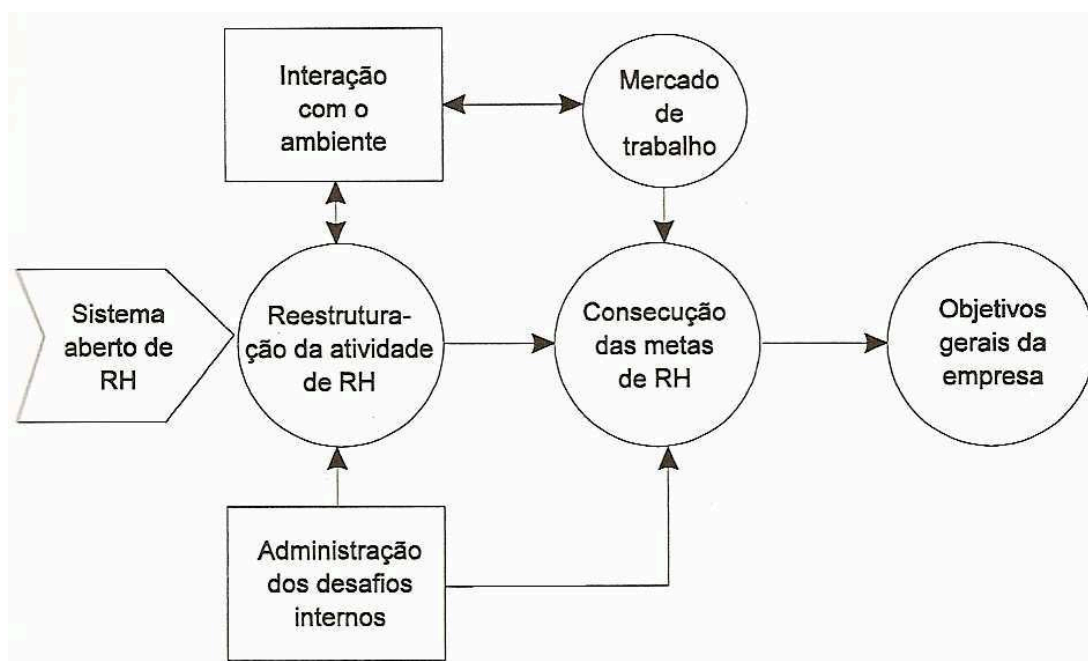 Interação
com o
ambiente
Mercado
de
trabalho
Sistema
aberto de
RH
Reestrutura-
ção da atividade
de RH
Consecução
das metas
de RH
Objetivos
gerais da
empresa
Administração
dos desafios
internos